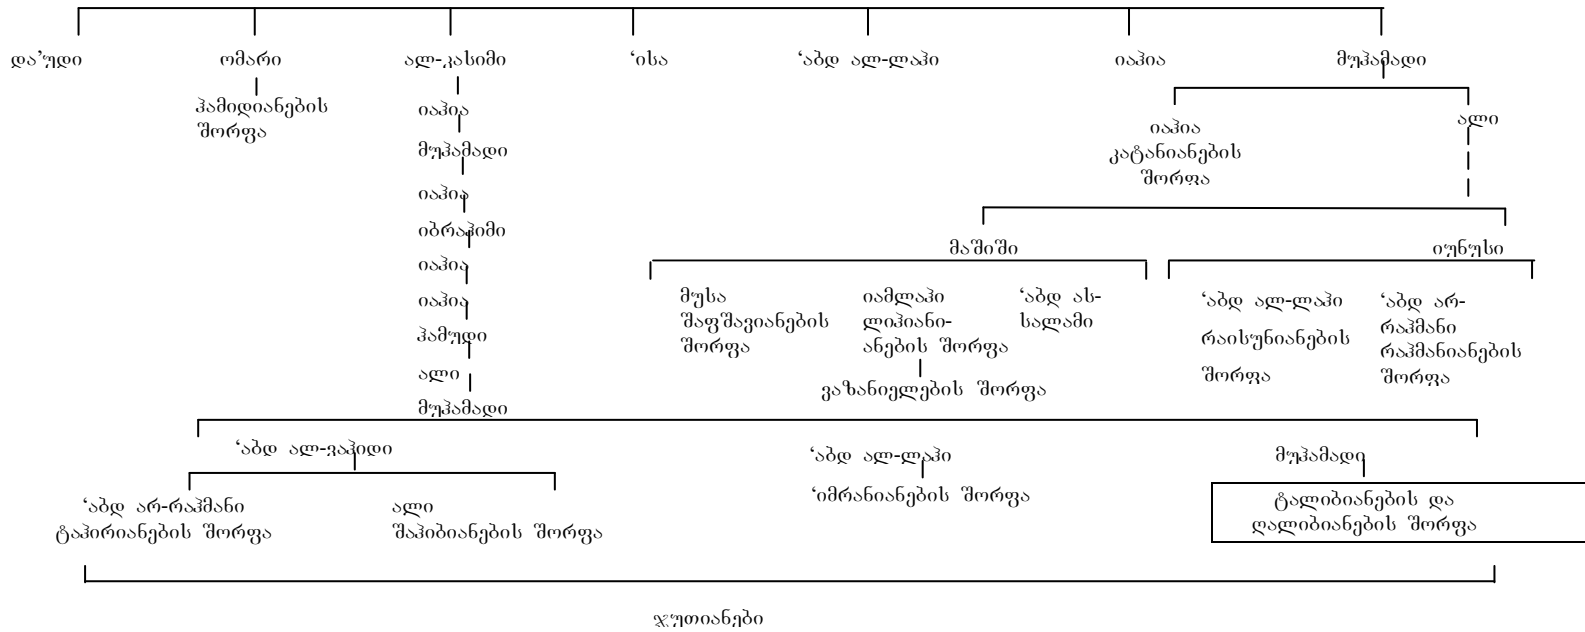 და’უდი ომარი ალ-კასიმი ‘ისა ‘აბდ ალ-ლაჰი იაჰია მუჰამადი
ჰამიდიანების
შორფა
იაჰია
მუჰამადი
იაჰია
იბრაჰიმი
იაჰია
იაჰია
ჰამუდი
ალი
მუჰამადი
იაჰია
კატანიანების
შორფა
ალი
მაშიში
იუნუსი
მუსა
შაფშავიანების
შორფა
იამლაჰი
ლიჰიანი-
ანების შორფა
ვაზანიელების შორფა
‘აბდ ას-
სალამი
‘აბდ ალ-ლაჰი
რაისუნიანების
შორფა
‘აბდ არ-
რაჰმანი
რაჰმანიანების
შორფა
‘აბდ ალ-ვაჰიდი
‘აბდ არ-რაჰმანი
ტაჰირიანების შორფა
ალი
შაჰიბიანების შორფა
‘აბდ ალ-ლაჰი
‘იმრანიანების შორფა
მუჰამადი
ტალიბიანების და
ღალიბიანების შორფა
ჯუთიანები